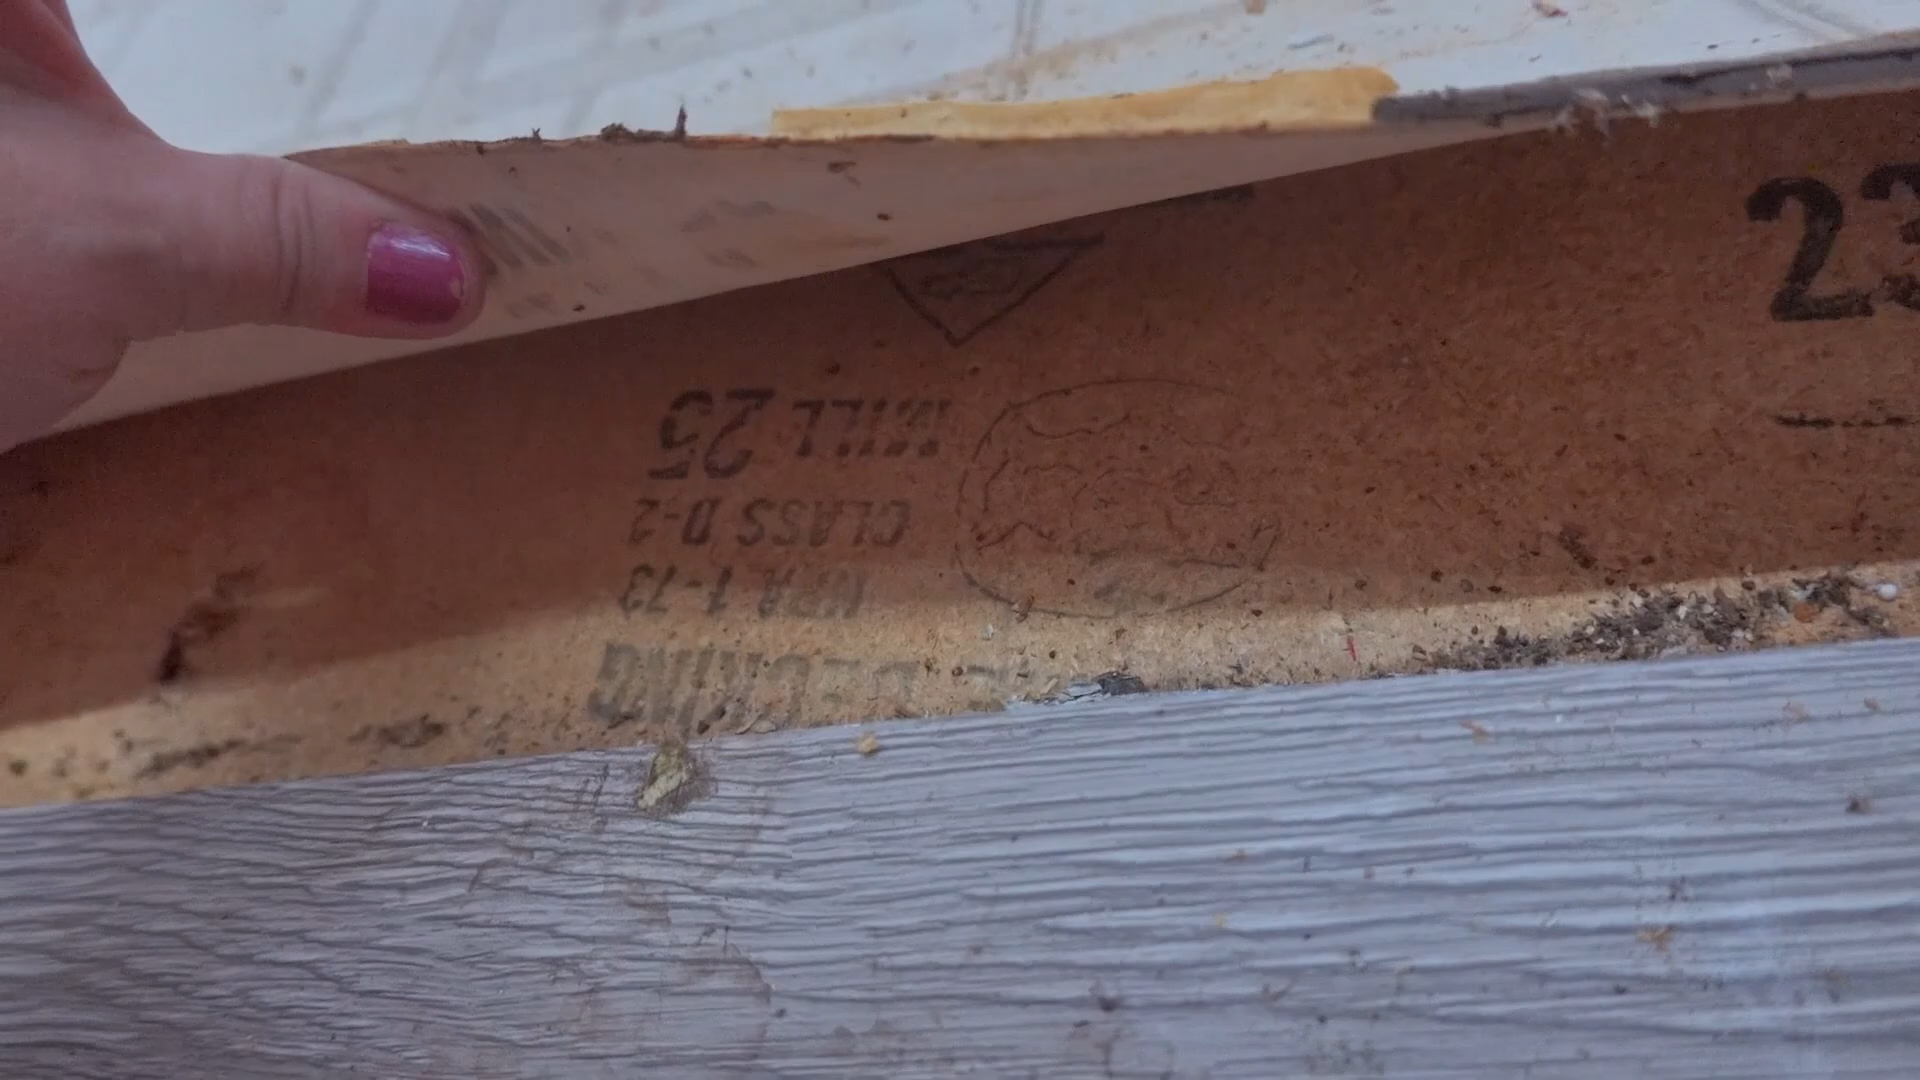 MILL 25
CLASS D-2
NPA 1-73
DECKING
23